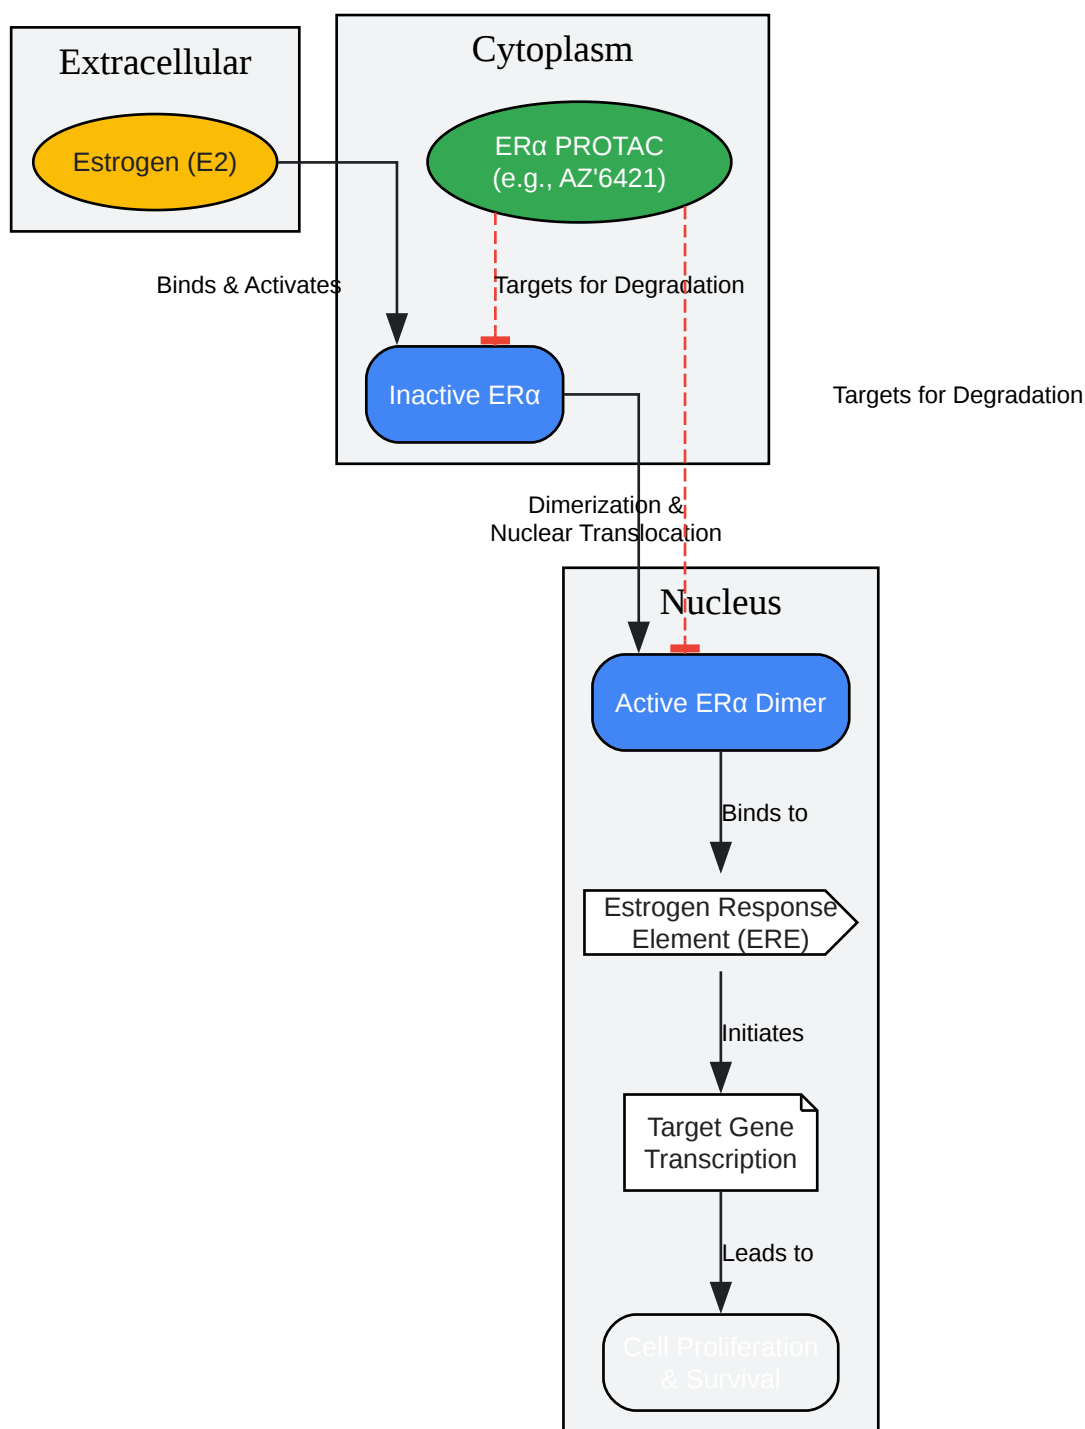 Extracellular
Cytoplasm
Estrogen (E2)
ERα PROTAC
(e.g., AZ'6421)
Binds & Activates
Targets for Degradation
Inactive ERα
Targets for Degradation
Dimerization &
Nuclear Translocation
Nucleus
Active ERα Dimer
Binds to
Estrogen Response
Element (ERE)
Initiates
Target Gene
Transcription
Leads to
Cell Proliferation
& Survival